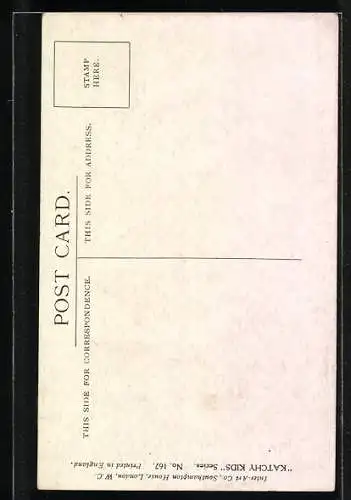 POST CARD.
THIS SIDE FOR CORRESPONDENCE.
THIS SIDE FOR ADDRESS.
STAMP
HERE.
"KATCHY KIDS" Series. No. 167. Printed in England.
Inter-Art Co., Southampton House, London, W.C.